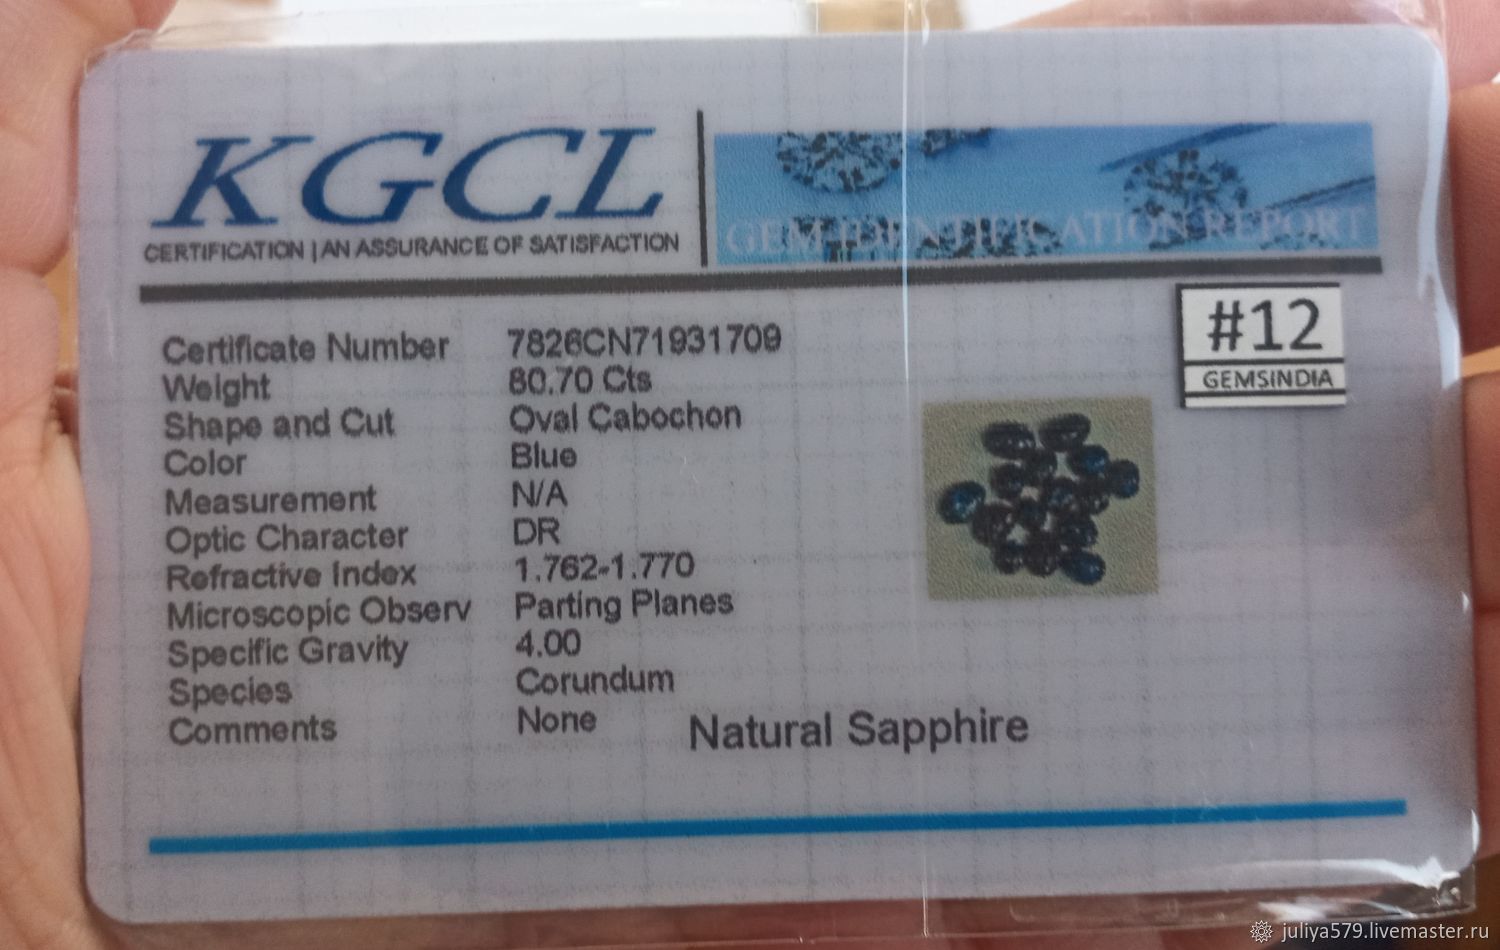 KGCL
CERTIFICATION | AN ASSURANCE OF SATISFACTION
GEM IDENTIFICATION REPORT
#12
GEMSINDIA
Certificate Number 7826CN71931709
Weight 80.70 Cts
Shape and Cut Oval Cabochon
Color Blue
Measurement N/A
Optic Character DR
Refractive Index 1.762-1.770
Microscopic Observ Parting Planes
Specific Gravity 4.00
Species Corundum
Comments None
Natural Sapphire
juliya579.livemaster.ru